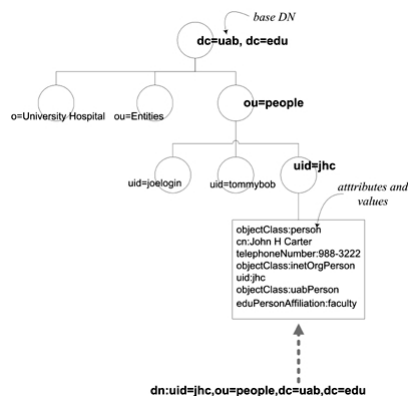 base DN
dc=uab, dc=edu
o=University Hospital
ou=Entities
ou=people
uid=joelogin
uid=tommybob
uid=jhc
atttributes and
values
objectClass:person
cn:John H Carter
telephoneNumber:988-3222
objectClass:inetOrgPerson
uid:jhc
objectClass:uabPerson
eduPersonAffiliation:faculty
dn:uid=jhc,ou=people,dc=uab,dc=edu